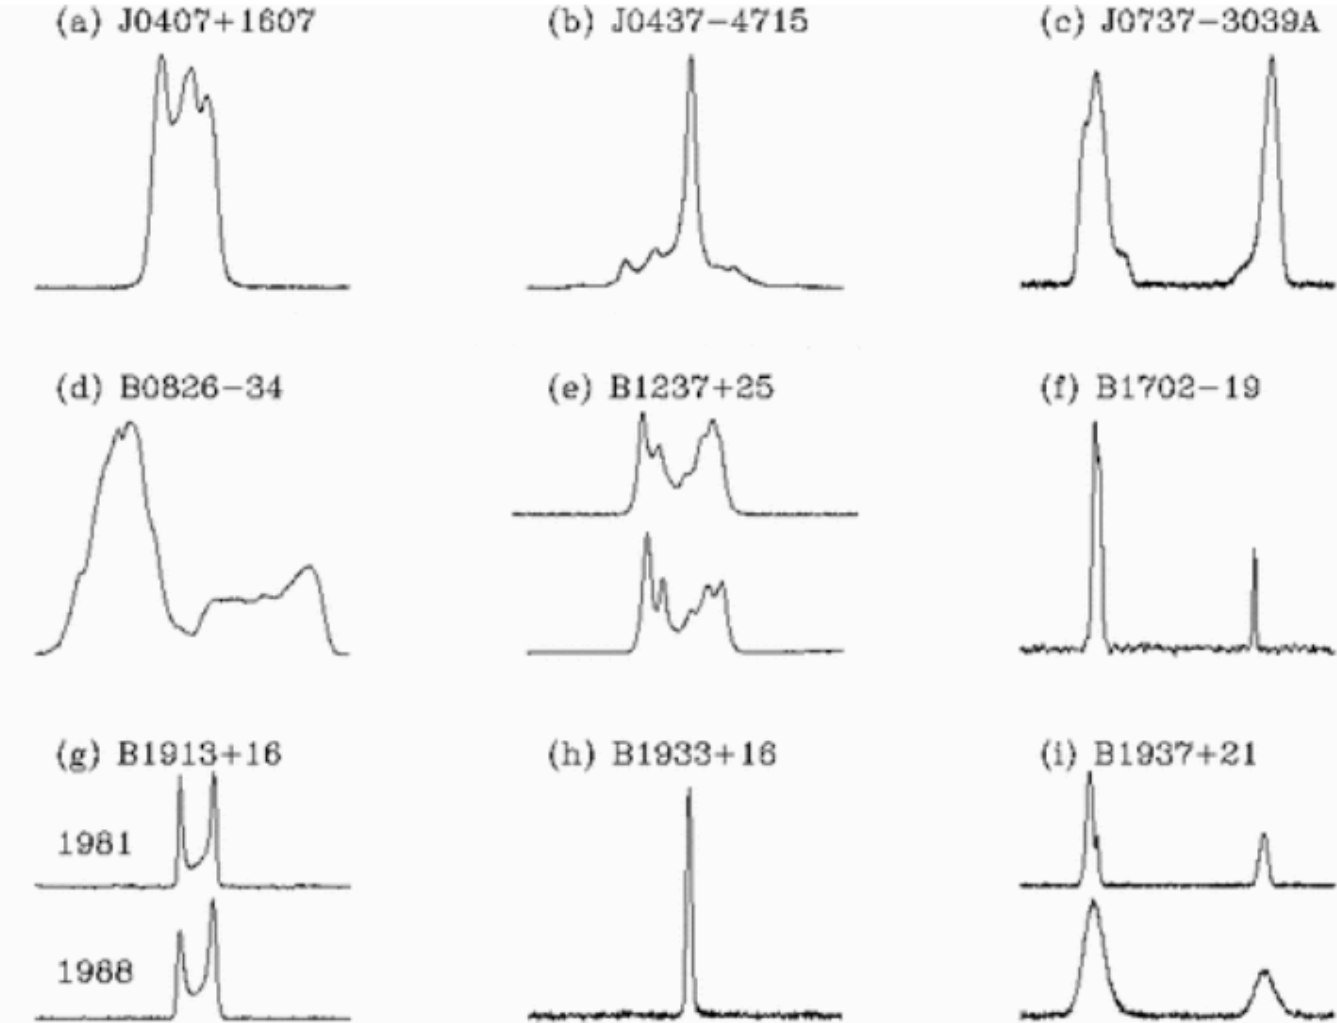 (a) J0407+1607
(b) J0437−4715
(c) J0737−3039A
(d) B0826−34
(e) B1237+25
(f) B1702−19
(g) B1913+16
1981
1988
(h) B1933+16
(i) B1937+21